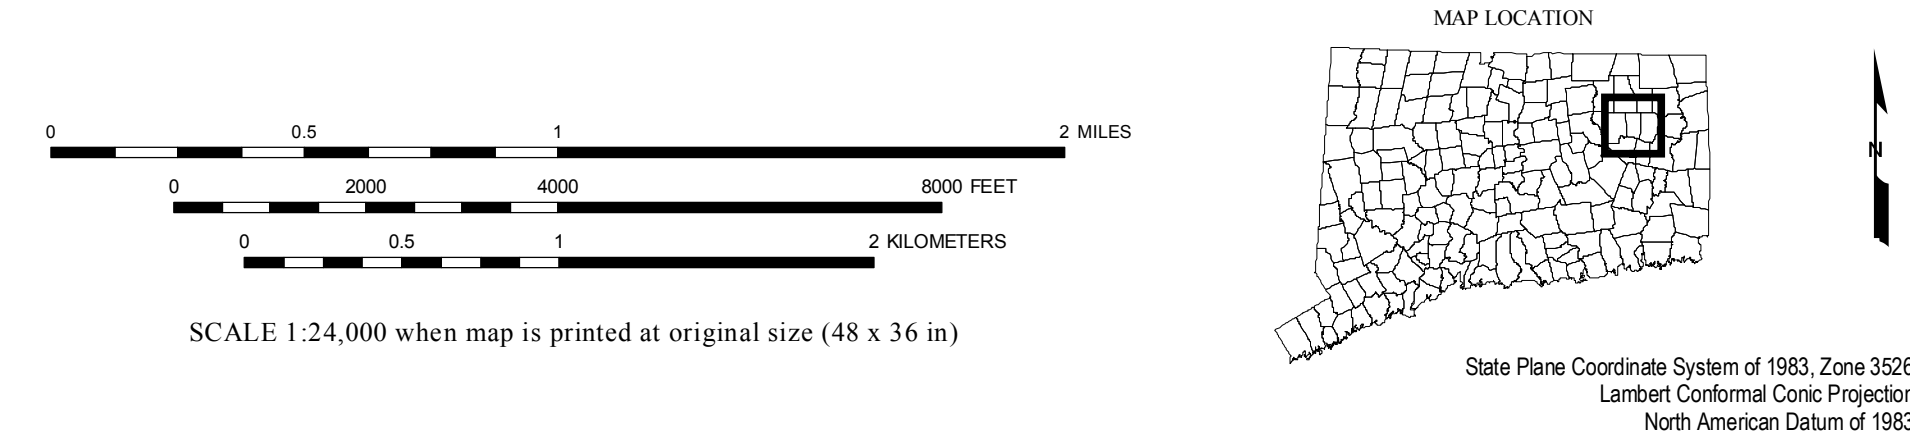 MAP LOCATION
0 0.5 1 2 MILES
0 2000 4000 8000 FEET
0 0.5 1 2 KILOMETERS
N
SCALE 1:24,000 when map is printed at original size (48 x 36 in)
State Plane Coordinate System of 1983, Zone 3526
Lambert Conformal Conic Projection
North American Datum of 1983